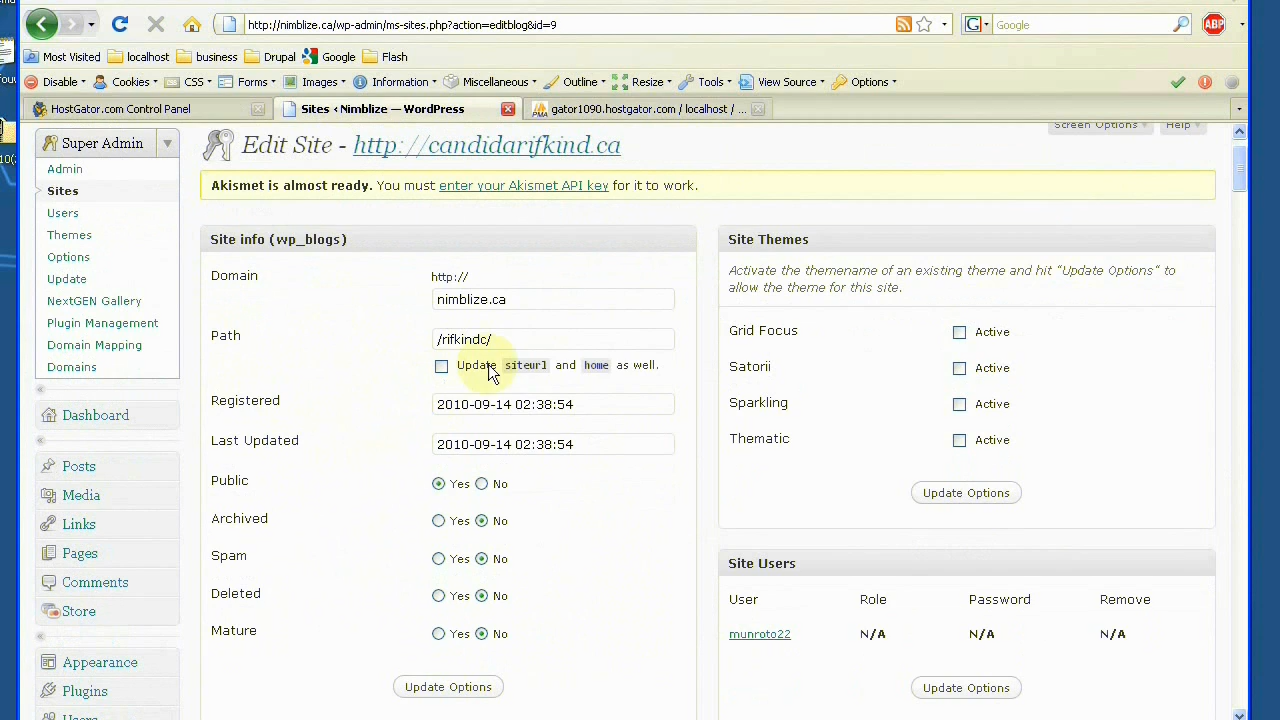 http://nimblize.ca/wp-admin/ms-sites.php?action=editblog&id=9
Google
ABP
Most Visited localhost business Drupal Google Flash
Disable Cookies CSS Forms Images Information Miscellaneous Outline Resize Tools View Source Options
HostGator.com Control Panel
Sites ‹ Nimblize — WordPress
gator1090.hostgator.com / localhost / ...
Super Admin
Admin
Sites
Users
Themes
Options
Update
NextGEN Gallery
Plugin Management
Domain Mapping
Domains
Dashboard
Posts
Media
Links
Pages
Comments
Store
Appearance
Plugins
Users
Screen Options
Help
Edit Site - http://candidarifkind.ca
Akismet is almost ready. You must enter your Akismet API key for it to work.
Site info (wp_blogs)
Domain http://
nimblize.ca
Path /rifkindc/
Update siteurl and home as well.
Registered 2010-09-14 02:38:54
Last Updated 2010-09-14 02:38:54
Public Yes No
Archived Yes No
Spam Yes No
Deleted Yes No
Mature Yes No
Update Options
Site Themes
Activate the themename of an existing theme and hit "Update Options" to
allow the theme for this site.
Grid Focus Active
Satorii Active
Sparkling Active
Thematic Active
Update Options
Site Users
User Role Password Remove
munroto22 N/A N/A N/A
Update Options